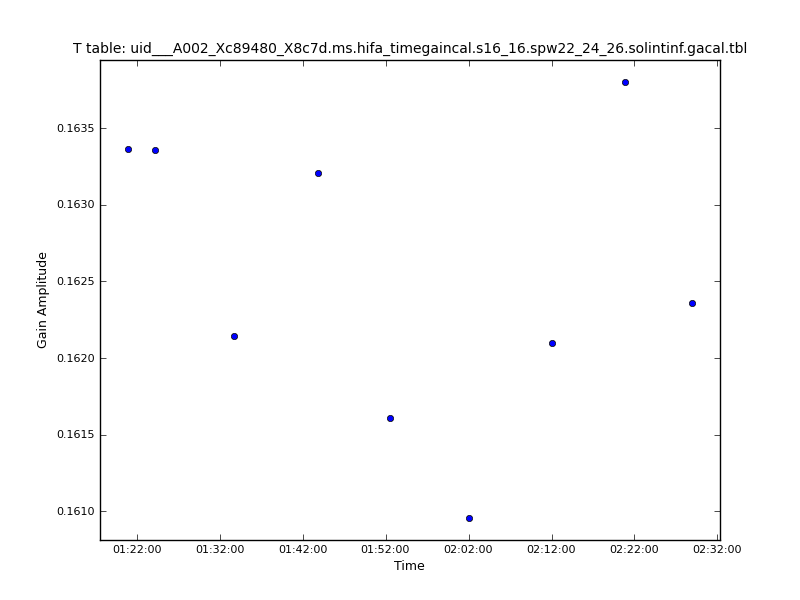 T table: uid___A002_Xc89480_X8c7d.ms.hifa_timegaincal.s16_16.spw22_24_26.solintinf.gacal.tbl
0.1635
0.1630
0.1625
0.1620
0.1615
0.1610
Gain Amplitude
01:22:00 01:32:00 01:42:00 01:52:00 02:02:00 02:12:00 02:22:00 02:32:00
Time